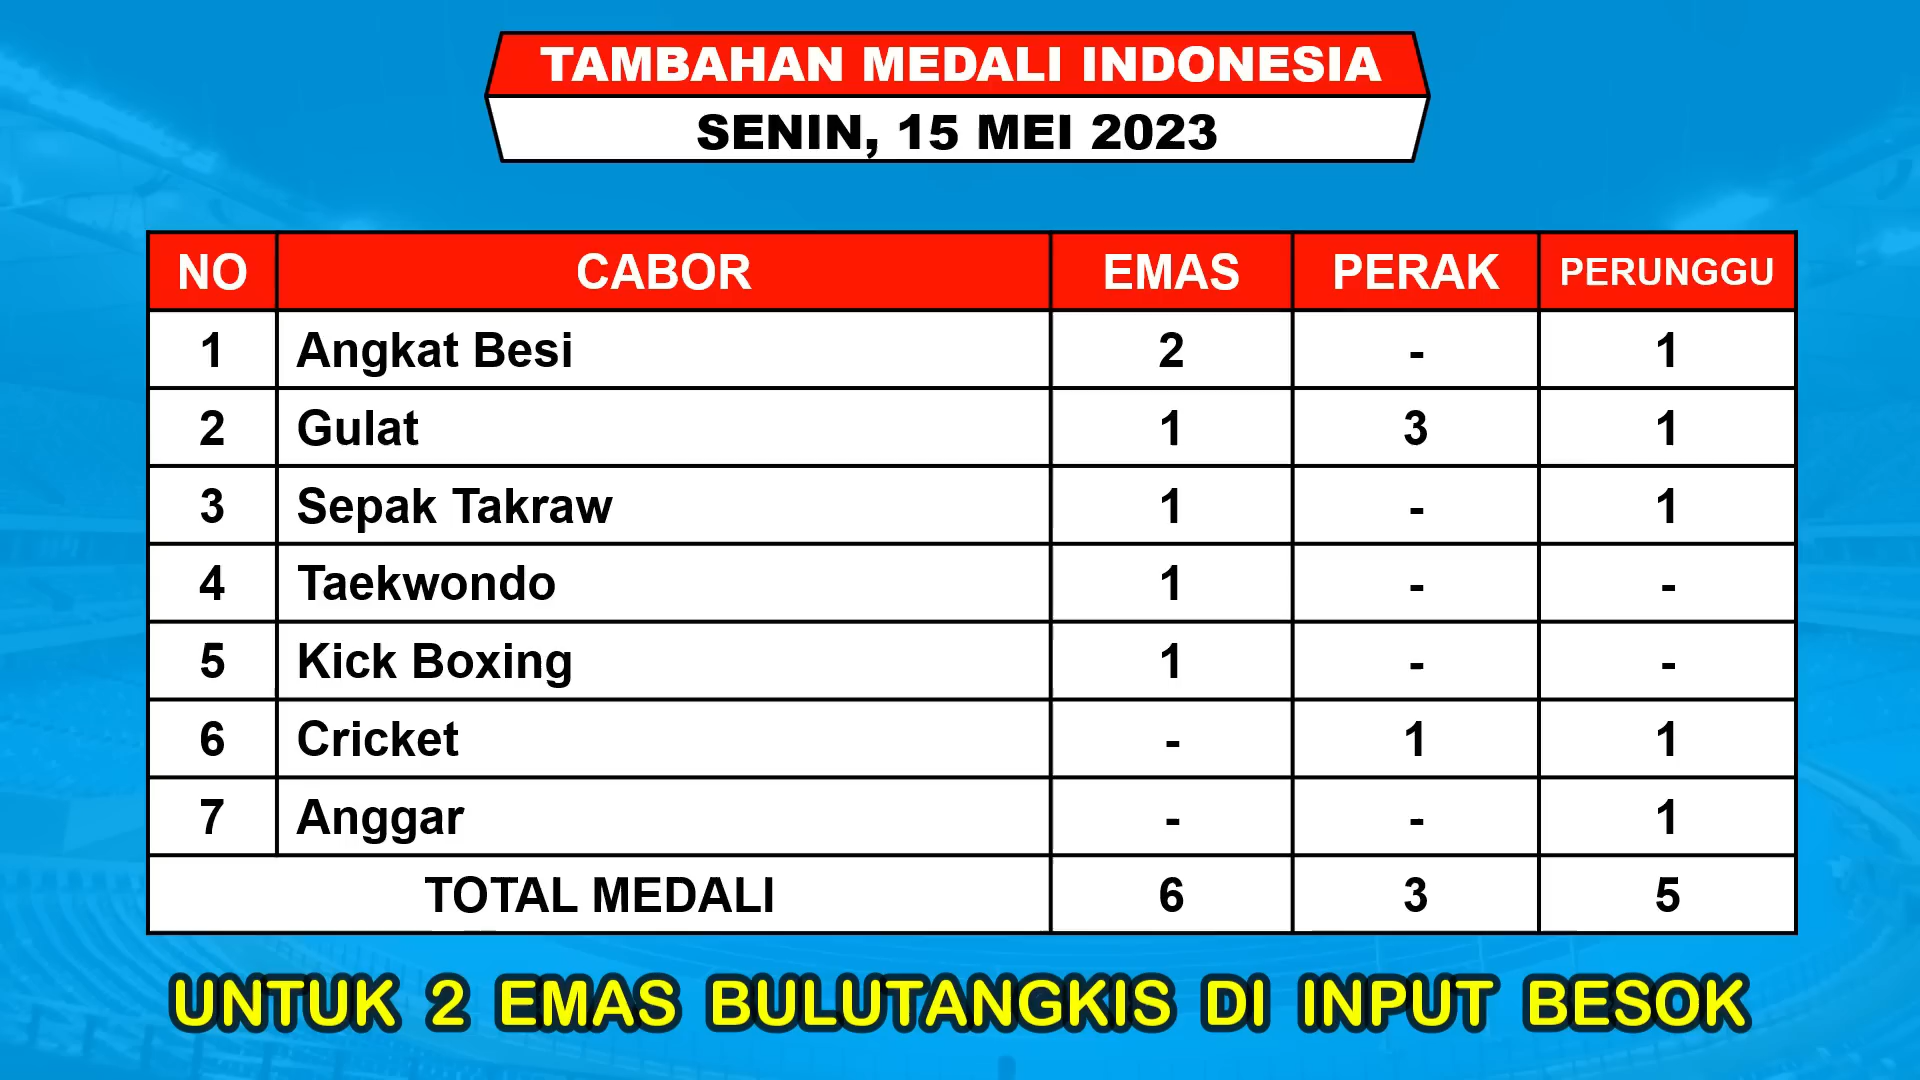 TAMBAHAN MEDALI INDONESIA
SENIN, 15 MEI 2023
NO CABOR EMAS PERAK PERUNGGU
1 Angkat Besi 2 - 1
2 Gulat 1 3 1
3 Sepak Takraw 1 - 1
4 Taekwondo 1 - -
5 Kick Boxing 1 - -
6 Cricket - 1 1
7 Anggar - - 1
TOTAL MEDALI 6 3 5
UNTUK 2 EMAS BULUTANGKIS DI INPUT BESOK